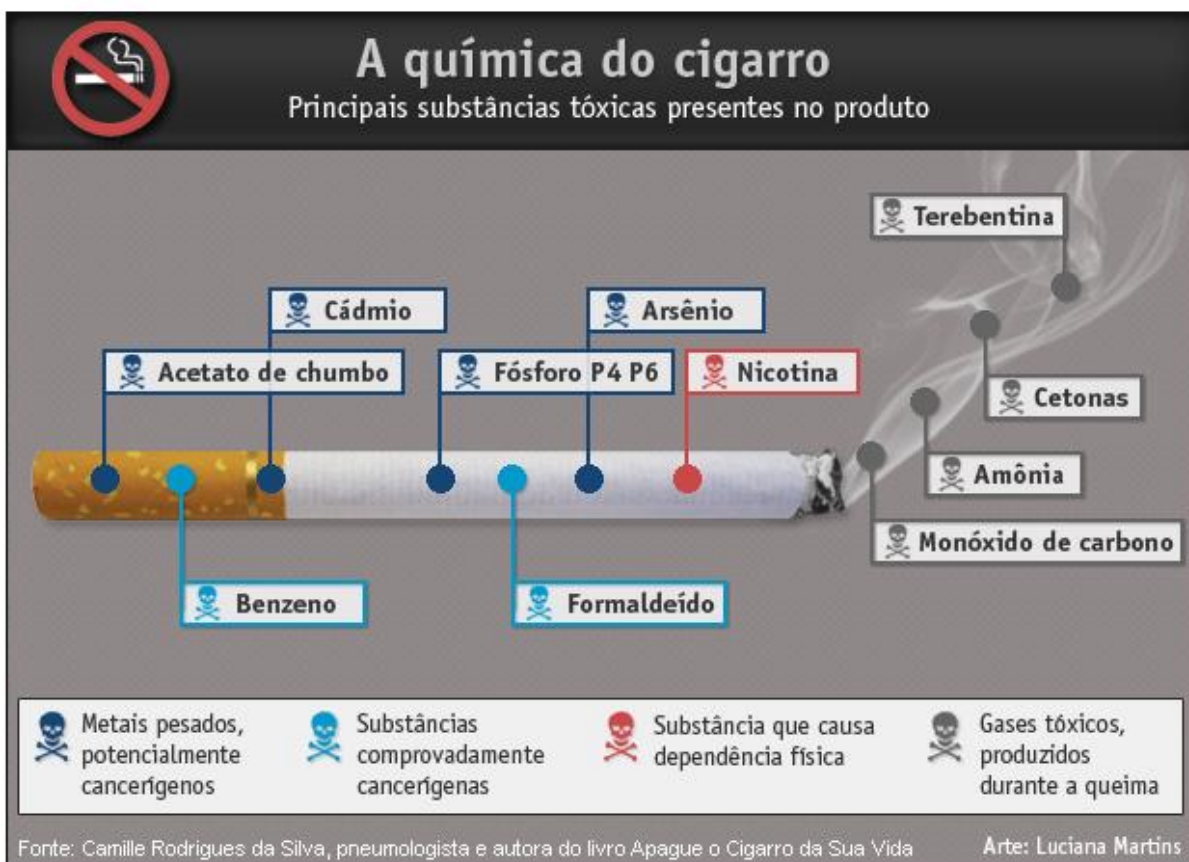 A química do cigarro
Principais substâncias tóxicas presentes no produto
Terebentina
Cádmio
Arsênio
Acetato de chumbo
Fósforo P4 P6
Nicotina
Cetonas
Amônia
Monóxido de carbono
Benzeno
Formaldeído
Metais pesados,
potencialmente
cancerígenos
Substâncias
comprovadamente
cancerígenas
Substância que causa
dependência física
Gases tóxicos,
produzidos
durante a queima
Fonte: Camille Rodrigues da Silva, pneumologista e autora do livro Apague o Cigarro da Sua Vida
Arte: Luciana Martins